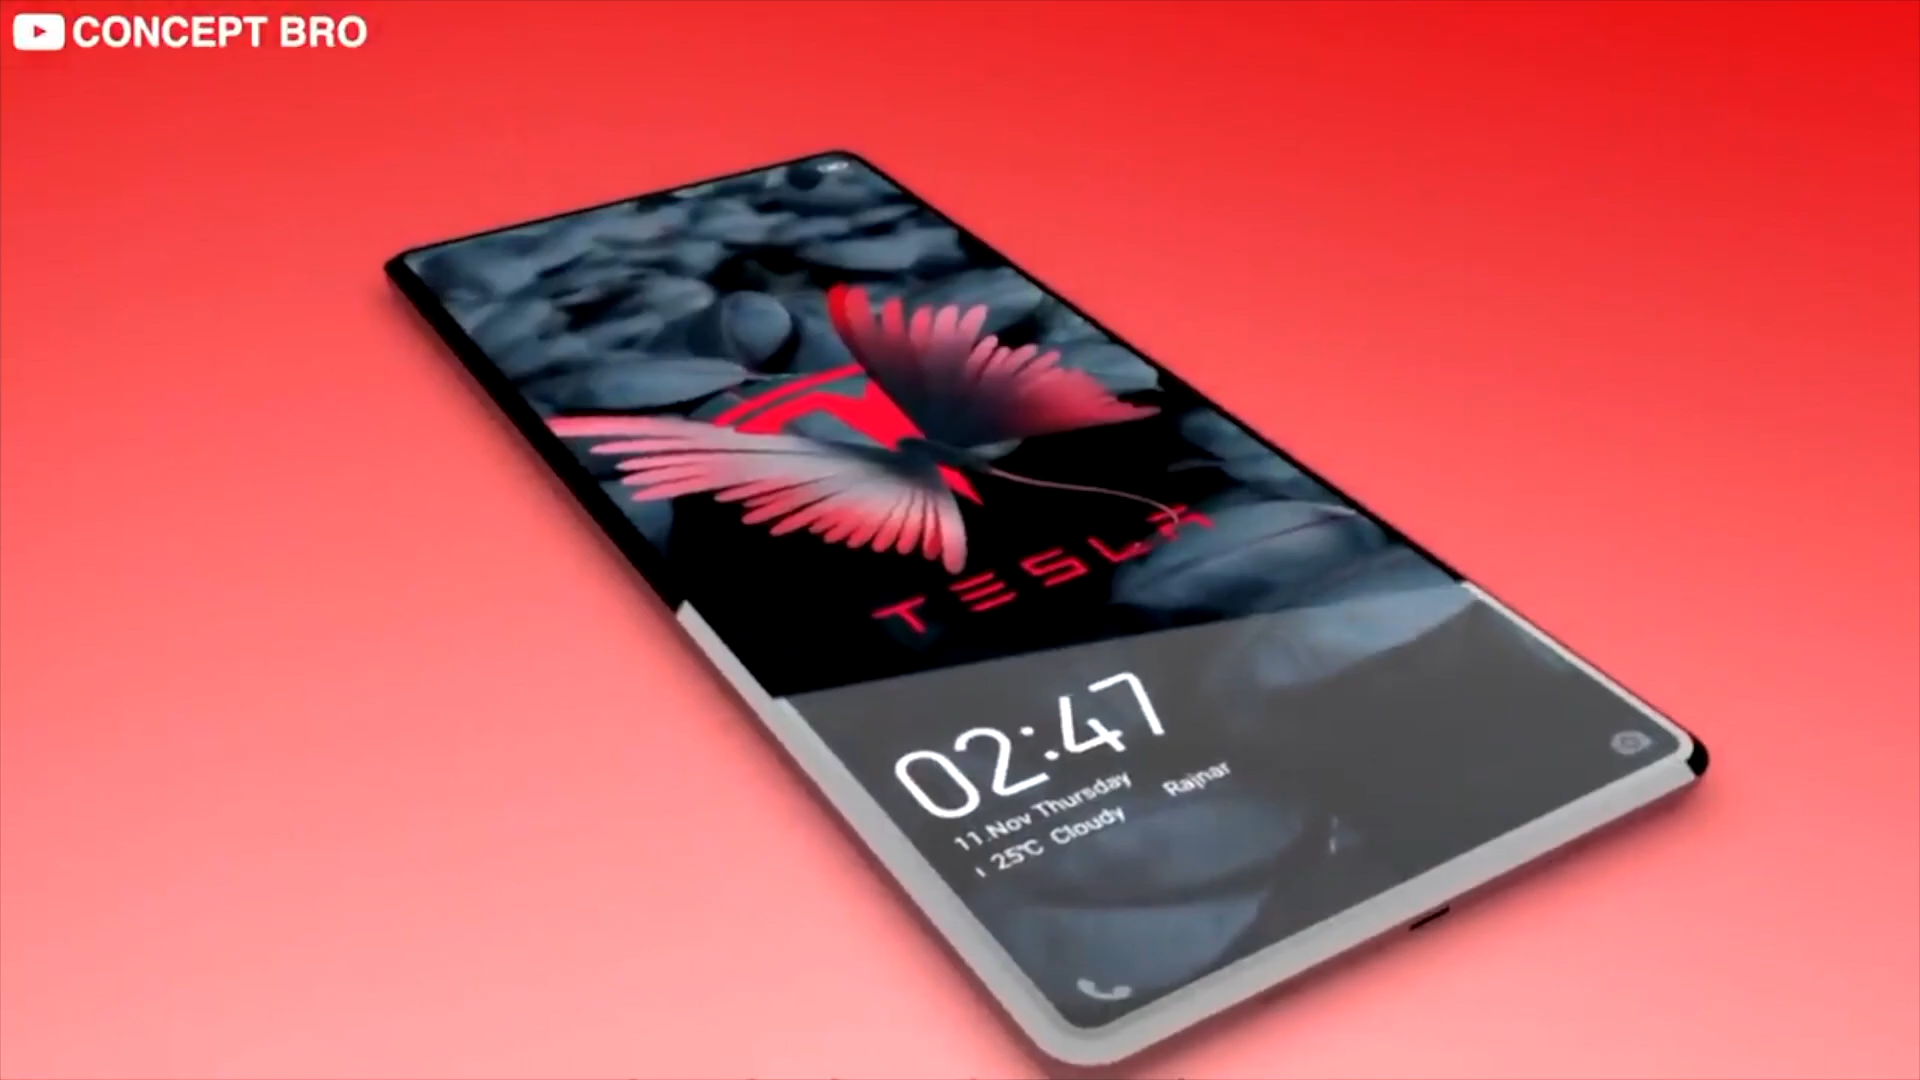 CONCEPT BRO
TESLA
02:47
11.Nov Thursday Rajnar
25℃ Cloudy